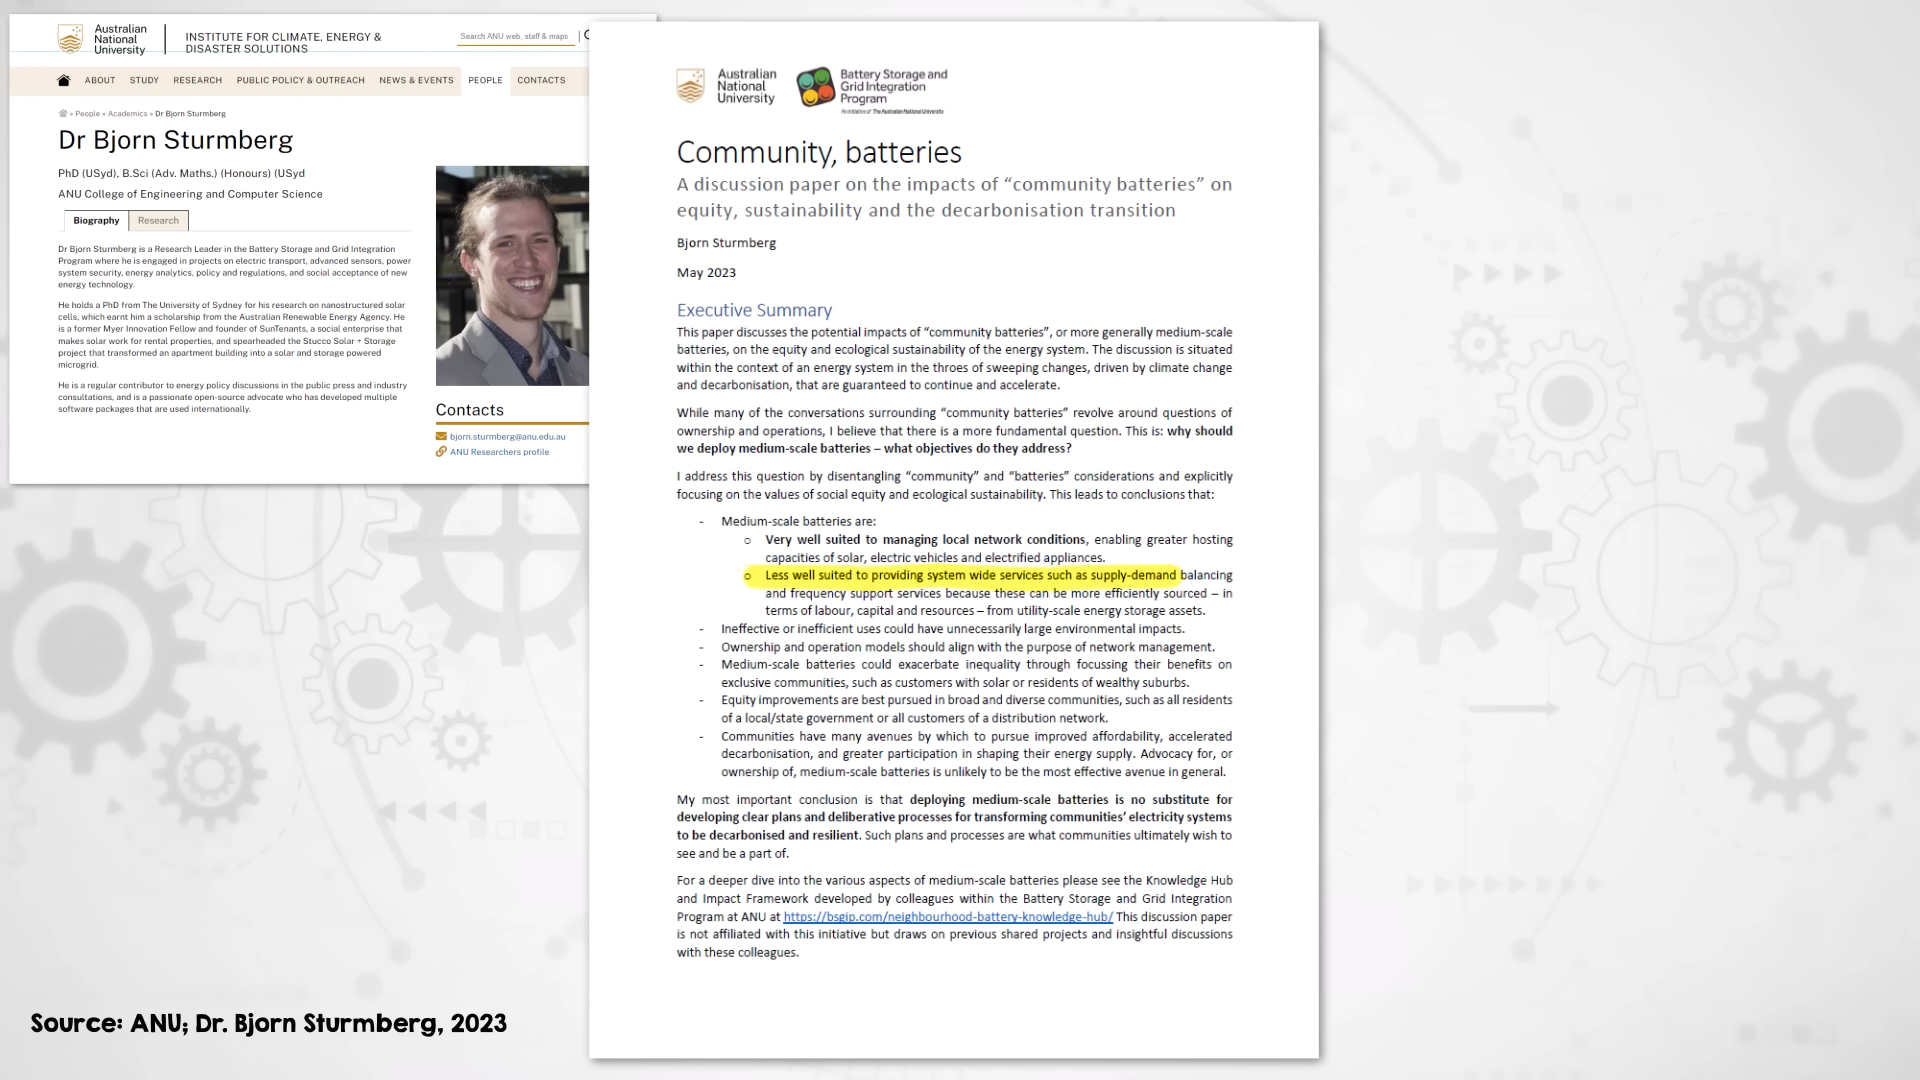 Australian
National
University
INSTITUTE FOR CLIMATE, ENERGY &
DISASTER SOLUTIONS
Search ANU web, staff & maps
ABOUT STUDY RESEARCH PUBLIC POLICY & OUTREACH NEWS & EVENTS PEOPLE CONTACTS
» People » Academics » Dr Bjorn Sturmberg
Dr Bjorn Sturmberg
PhD (USyd), B.Sci (Adv. Maths.) (Honours) (USyd
ANU College of Engineering and Computer Science
Biography Research
Dr Bjorn Sturmberg is a Research Leader in the Battery Storage and Grid Integration
Program where he is engaged in projects on electric transport, advanced sensors, power
system security, energy analytics, policy and regulations, and social acceptance of new
energy technology.
He holds a PhD from The University of Sydney for his research on nanostructured solar
cells, which earnt him a scholarship from the Australian Renewable Energy Agency. He
is a former Myer Innovation Fellow and founder of SunTenants, a social enterprise that
makes solar work for rental properties, and spearheaded the Stucco Solar + Storage
project that transformed an apartment building into a solar and storage powered
microgrid.
He is a regular contributor to energy policy discussions in the public press and industry
consultations, and is a passionate open-source advocate who has developed multiple
software packages that are used internationally.
Contacts
bjorn.sturmberg@anu.edu.au
ANU Researchers profile
Australian
National
University
Battery Storage and
Grid Integration
Program
An initiative of The Australian National University
Community, batteries
A discussion paper on the impacts of “community batteries” on
equity, sustainability and the decarbonisation transition
Bjorn Sturmberg
May 2023
Executive Summary
This paper discusses the potential impacts of “community batteries”, or more generally medium-scale
batteries, on the equity and ecological sustainability of the energy system. The discussion is situated
within the context of an energy system in the throes of sweeping changes, driven by climate change
and decarbonisation, that are guaranteed to continue and accelerate.
While many of the conversations surrounding “community batteries” revolve around questions of
ownership and operations, I believe that there is a more fundamental question. This is: why should
we deploy medium-scale batteries – what objectives do they address?
I address this question by disentangling “community” and “batteries” considerations and explicitly
focusing on the values of social equity and ecological sustainability. This leads to conclusions that:
- Medium-scale batteries are:
o Very well suited to managing local network conditions, enabling greater hosting
capacities of solar, electric vehicles and electrified appliances.
o Less well suited to providing system wide services such as supply-demand balancing
and frequency support services because these can be more efficiently sourced – in
terms of labour, capital and resources – from utility-scale energy storage assets.
- Ineffective or inefficient uses could have unnecessarily large environmental impacts.
- Ownership and operation models should align with the purpose of network management.
- Medium-scale batteries could exacerbate inequality through focussing their benefits on
exclusive communities, such as customers with solar or residents of wealthy suburbs.
- Equity improvements are best pursued in broad and diverse communities, such as all residents
of a local/state government or all customers of a distribution network.
- Communities have many avenues by which to pursue improved affordability, accelerated
decarbonisation, and greater participation in shaping their energy supply. Advocacy for, or
ownership of, medium-scale batteries is unlikely to be the most effective avenue in general.
My most important conclusion is that deploying medium-scale batteries is no substitute for
developing clear plans and deliberative processes for transforming communities’ electricity systems
to be decarbonised and resilient. Such plans and processes are what communities ultimately wish to
see and be a part of.
For a deeper dive into the various aspects of medium-scale batteries please see the Knowledge Hub
and Impact Framework developed by colleagues within the Battery Storage and Grid Integration
Program at ANU at https://bsgip.com/neighbourhood-battery-knowledge-hub/ This discussion paper
is not affiliated with this initiative but draws on previous shared projects and insightful discussions
with these colleagues.
Source: ANU; Dr. Bjorn Sturmberg, 2023